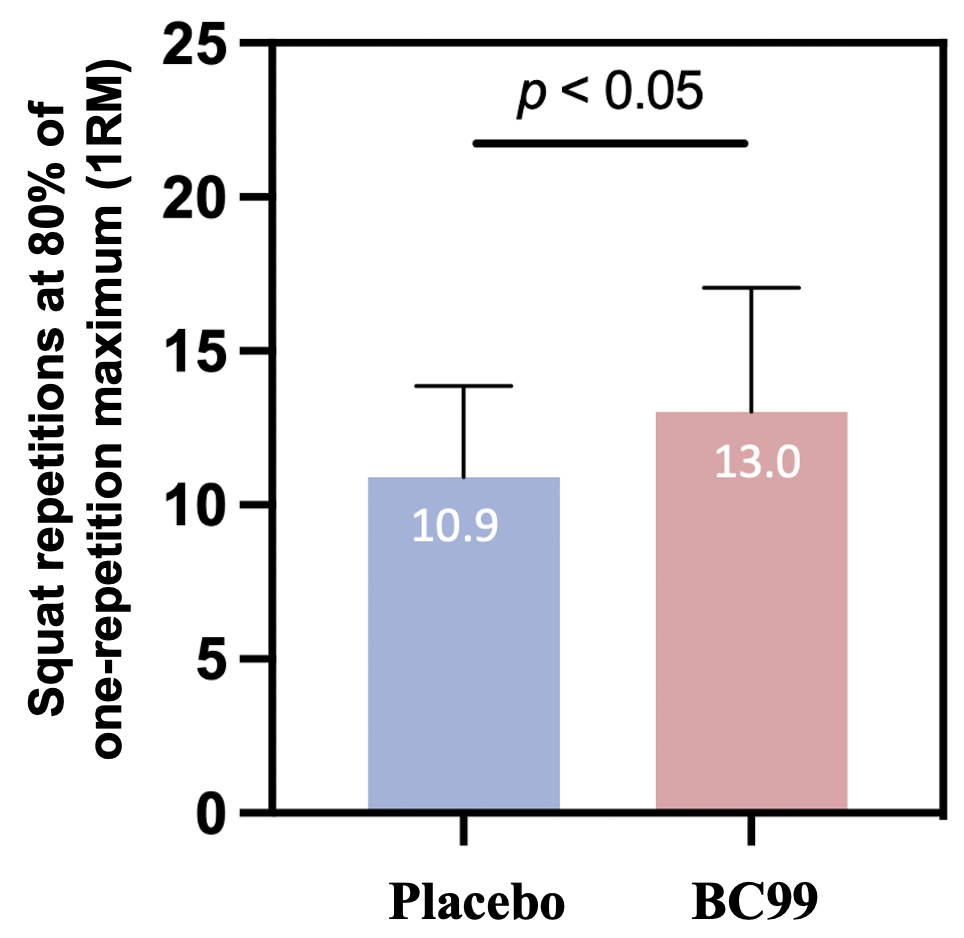 Squat repetitions at 80% of
one-repetition maximum (1RM)
25
20
15
10
5
0
p < 0.05
10.9
13.0
Placebo
BC99